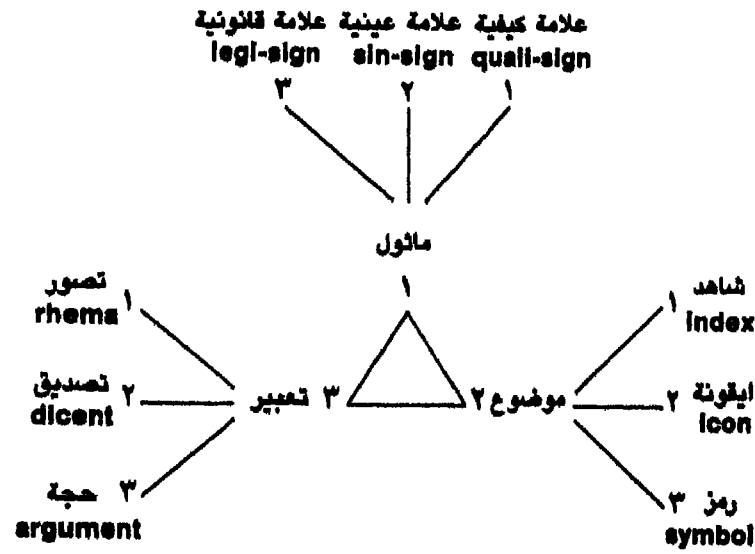 علامة كيفية علامة عينية علامة قانونية
legi-sign sin-sign quali-sign
٣ ٢ ١
ماثول
١
شاهد
١
index
ايقونة
٢
icon
رمز
٣
symbol
موضوع ٢
٣ تعبير
تصور
١
rhema
تصديق
٢
dicent
حجة
٣
argument